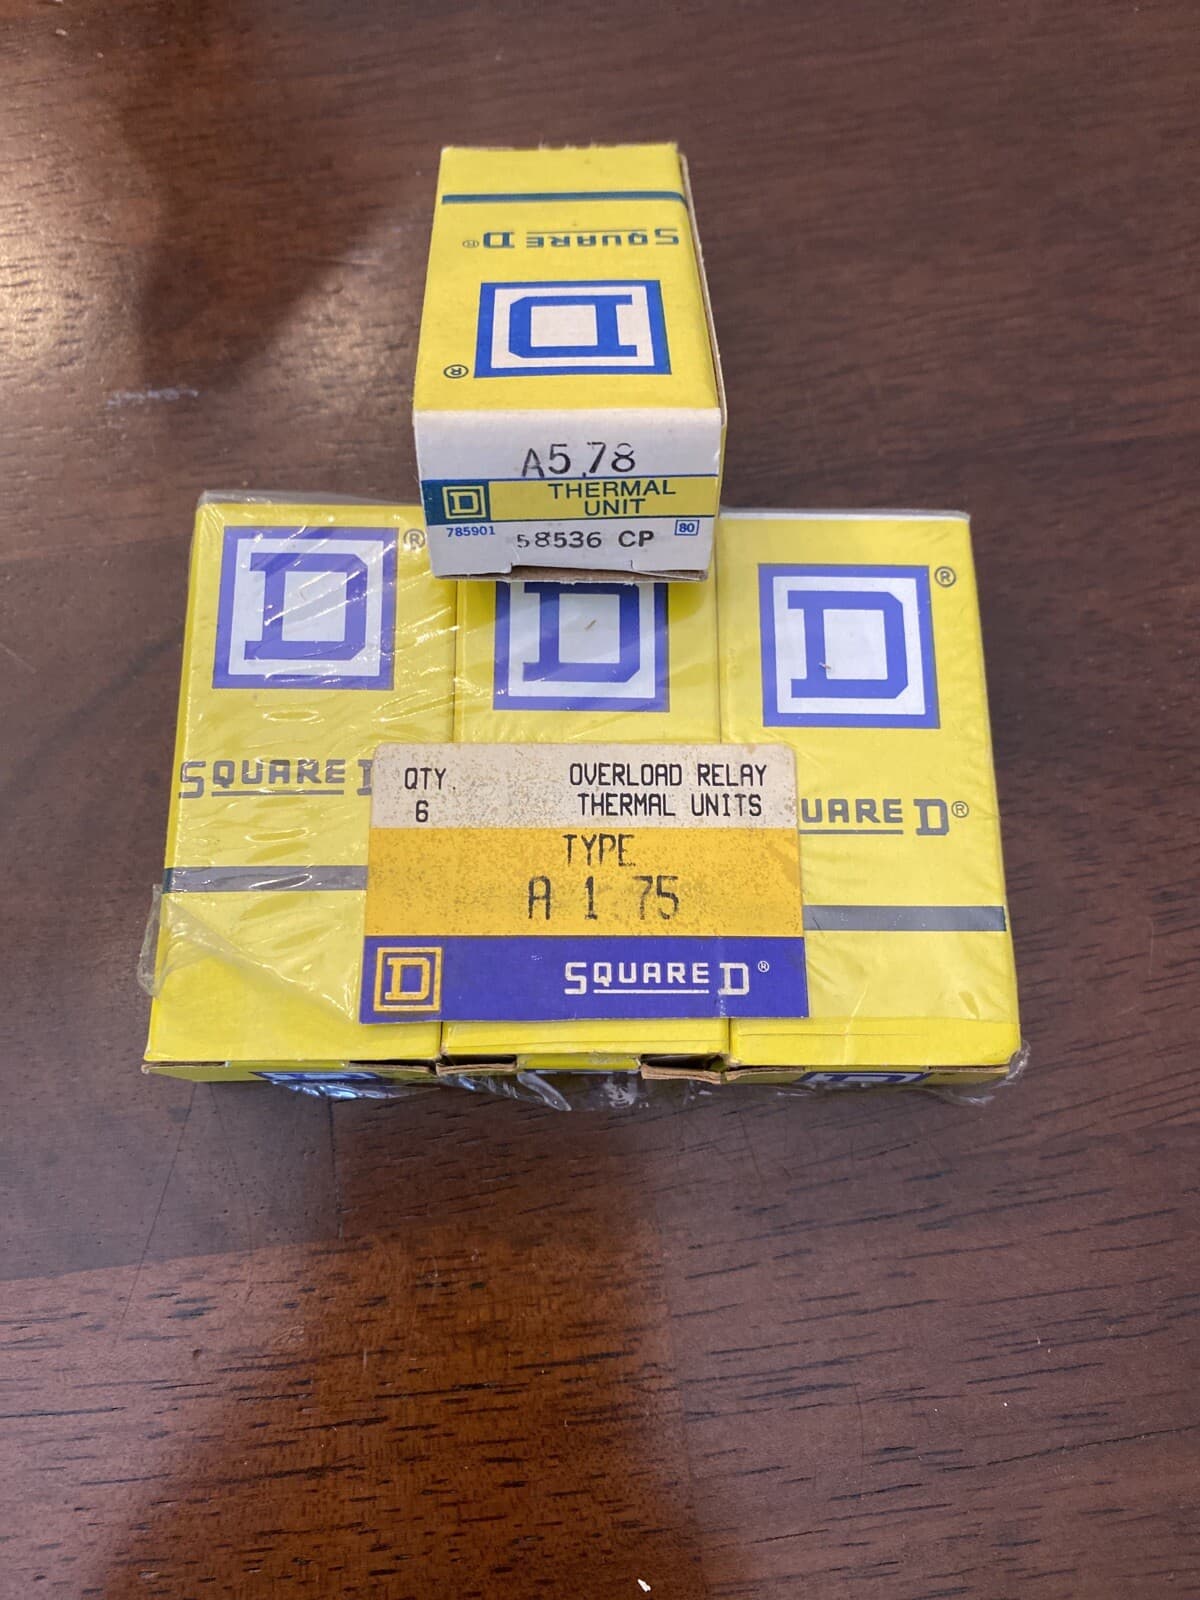 SQUARE D®
D
®
A5.78
D THERMAL
UNIT
785901 58536 CP 80
D® D D®
SQUARE
UARE D®
QTY. OVERLOAD RELAY
6 THERMAL UNITS
TYPE
A 1 75
D SQUARE D®